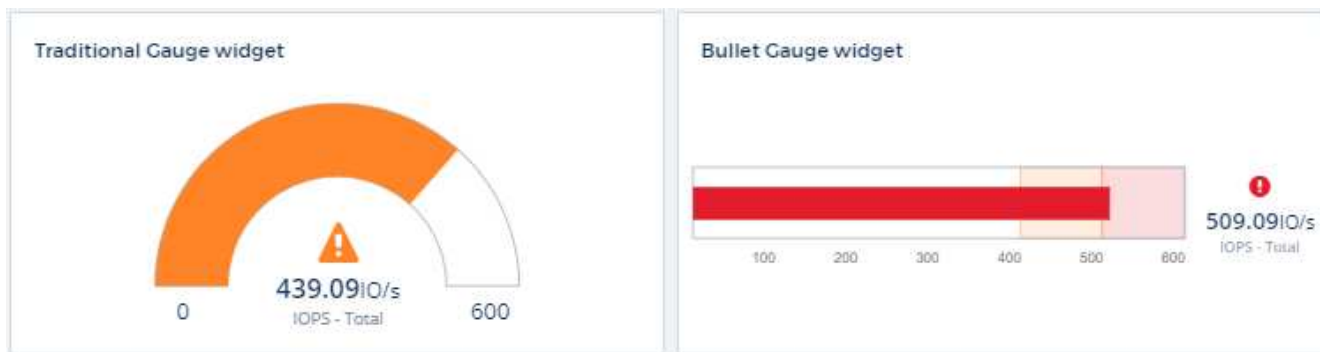 Traditional Gauge widget
439.09IO/s
0
600
IOPS - Total
Bullet Gauge widget
509.09IO/s
IOPS - Total
100 200 300 400 500 600